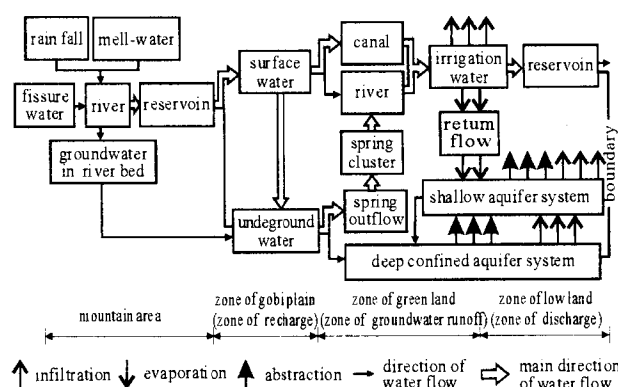 rain fall
mell-water
fissure
water
river
reservoin
groundwater
in river bed
surface
water
undeground
water
canal
river
spring
cluster
spring
outflow
irrigation
water
reservoin
return
flow
shallow aquifer system
deep confined aquifer system
boundary
mountain area
zone of gobiplain
(zone of recharge)
zone of green land
(zone of groundwater runoff)
zone of low land
(zone of discharge)
infiltration
evaporation
abstraction
direction of
water flow
main direction
of water flow